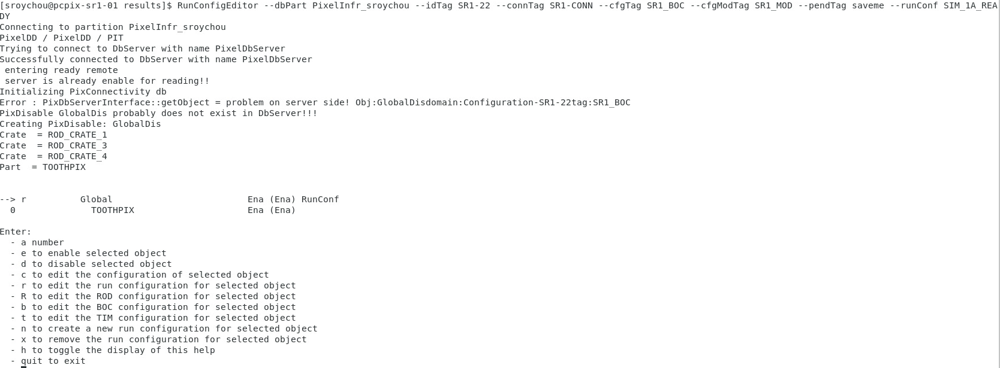 [sroychou@pcpix-sr1-01 results]$ RunConfigEditor --dbPart PixelInfr_sroychou --idTag SR1-22 --connTag SR1-CONN --cfgTag SR1_BOC --cfgModTag SR1_MOD --pendTag saveme --runConf SIM_1A_REA
DY
Connecting to partition PixelInfr_sroychou
PixelDD / PixelDD / PIT
Trying to connect to DbServer with name PixelDbServer
Successfully connected to DbServer with name PixelDbServer
 entering ready remote
 server is already enable for reading!!
Initializing PixConnectivity db
Error : PixDbServerInterface::getObject = problem on server side! Obj:GlobalDisdomain:Configuration-SR1-22tag:SR1_BOC
PixDisable GlobalDis probably does not exist in DbServer!!!
Creating PixDisable: GlobalDis
Crate  = ROD_CRATE_1
Crate  = ROD_CRATE_3
Crate  = ROD_CRATE_4
Part  = TOOTHPIX
--> r          Global                         Ena (Ena) RunConf
  0              TOOTHPIX                     Ena (Ena)
Enter:
  - a number
  - e to enable selected object
  - d to disable selected object
  - c to edit the configuration of selected object
  - r to edit the run configuration for selected object
  - R to edit the ROD configuration for selected object
  - b to edit the BOC configuration for selected object
  - t to edit the TIM configuration for selected object
  - n to create a new run configuration for selected object
  - x to remove the run configuration for selected object
  - h to toggle the display of this help
  - quit to exit